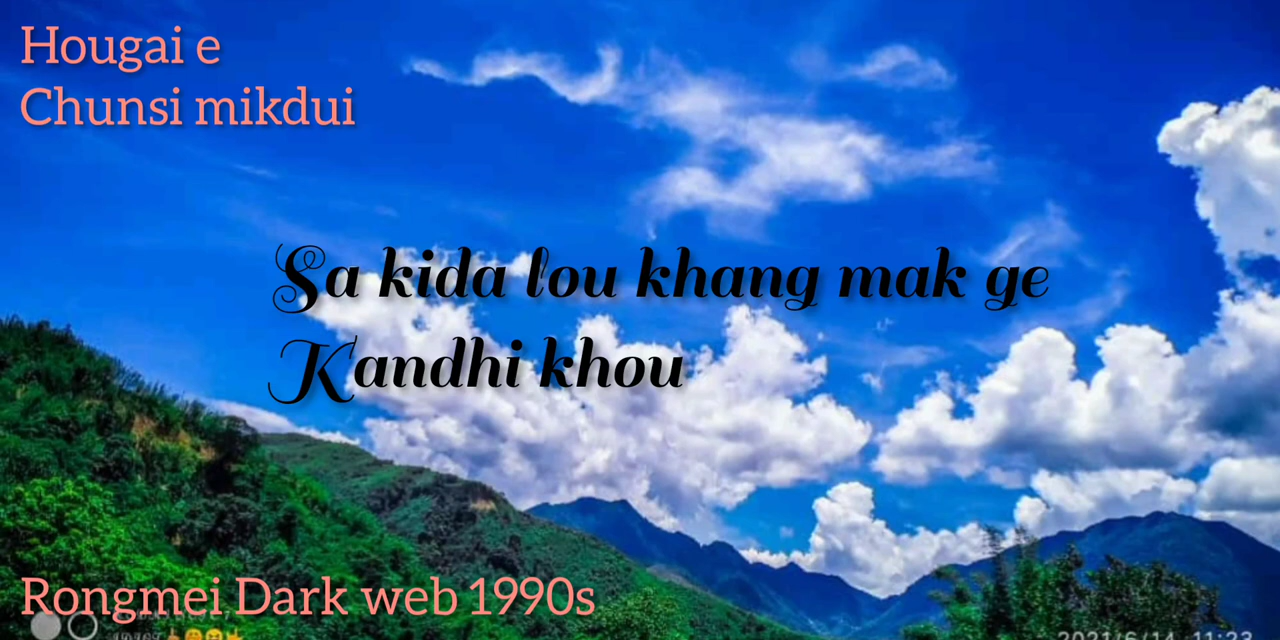 Hougai e
Chunsi mikdui
Sa kida lou khang mak ge
Kandhi khou
Rongmei Dark web 1990s